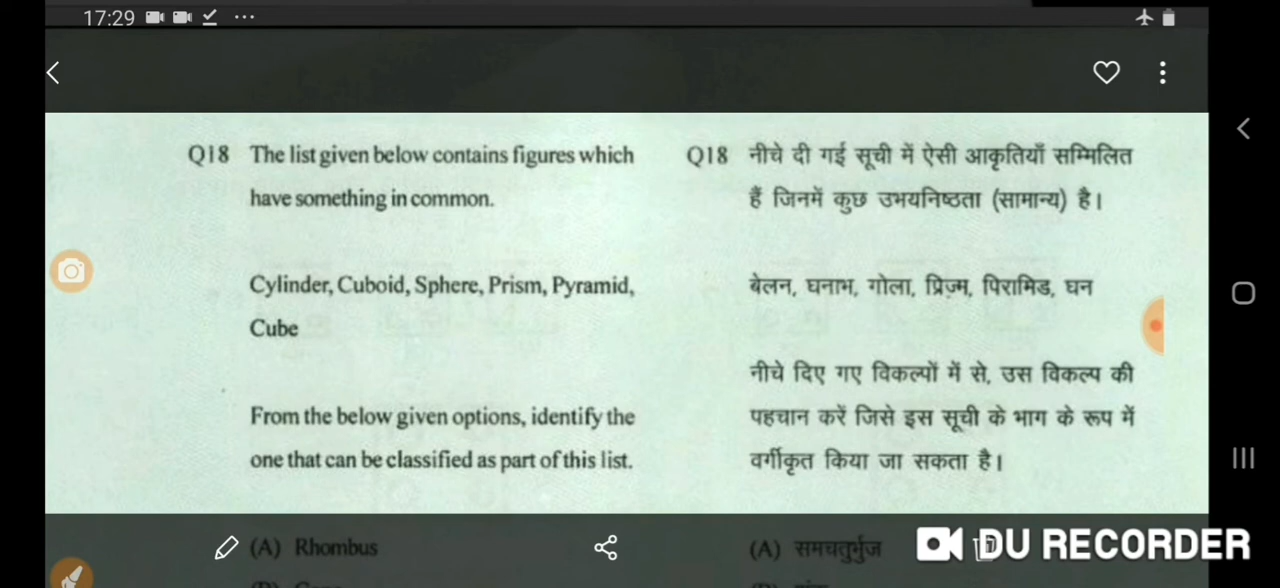 17:29
Q18 The list given below contains figures which
have something in common.
Cylinder, Cuboid, Sphere, Prism, Pyramid,
Cube
From the below given options, identify the
one that can be classified as part of this list.
(A) Rhombus
Q18 नीचे दी गई सूची में ऐसी आकृतियाँ सम्मिलित
हैं जिनमें कुछ उभयनिष्ठता (सामान्य) है।
बेलन, घनाभ, गोला, प्रिज़्म, पिरामिड, घन
नीचे दिए गए विकल्पों में से, उस विकल्प की
पहचान करें जिसे इस सूची के भाग के रूप में
वर्गीकृत किया जा सकता है।
(A) समचतुर्भुज
DU RECORDER